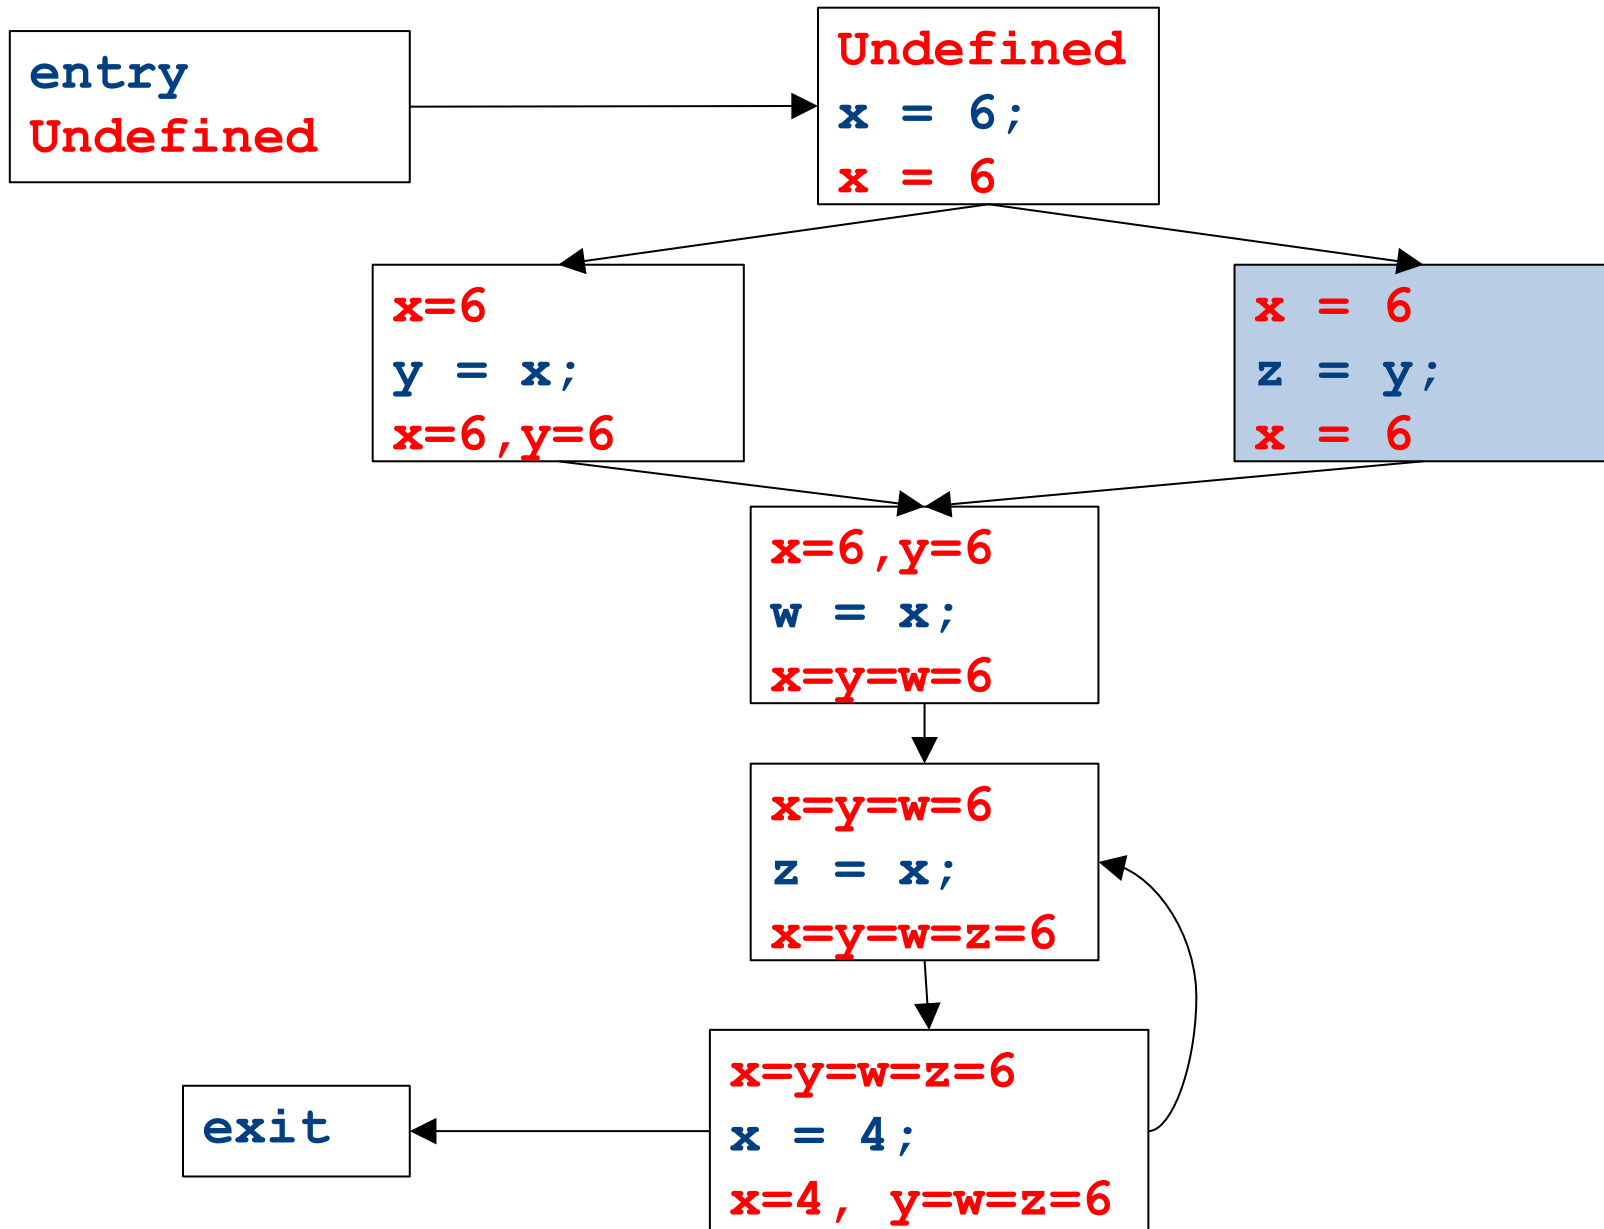 entry
Undefined
Undefined
x = 6;
x = 6
x=6
y = x;
x=6,y=6
x = 6
z = y;
x = 6
x=6,y=6
w = x;
x=y=w=6
x=y=w=6
z = x;
x=y=w=z=6
x=y=w=z=6
x = 4;
x=4, y=w=z=6
exit